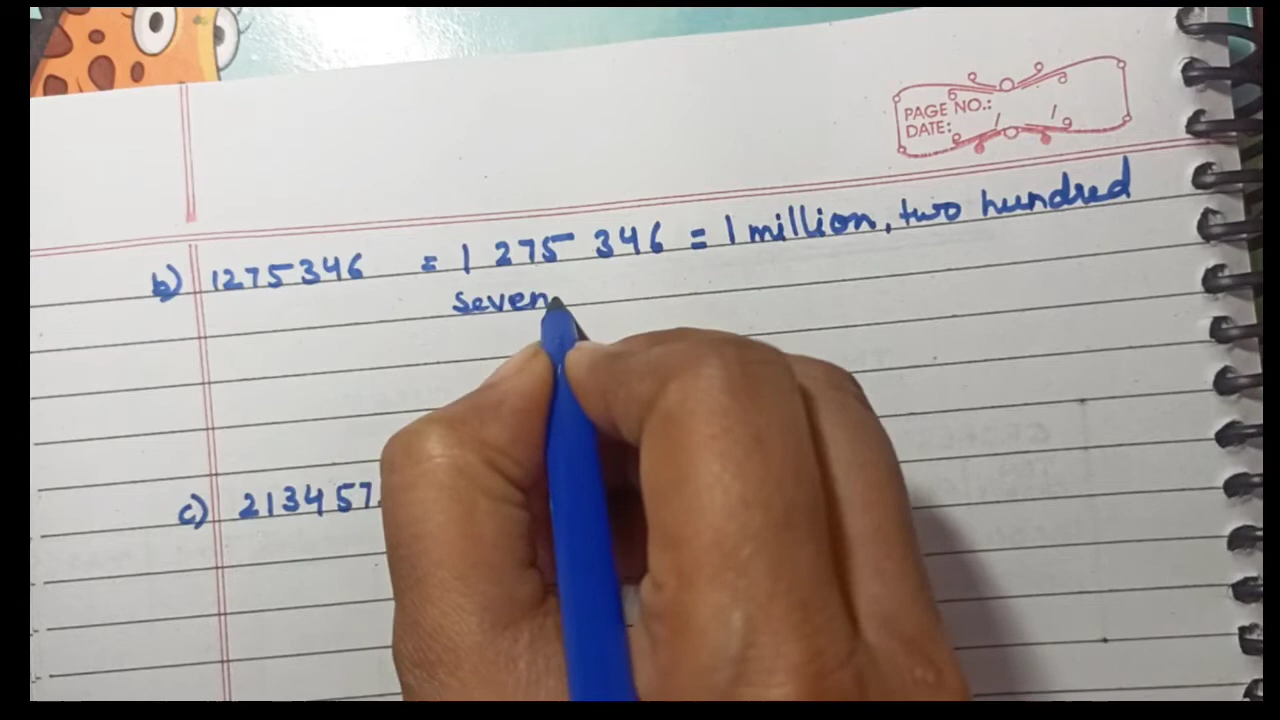 PAGE NO.:
DATE: / /
b) 1275346 = 1 275 346 = 1 million, two hundred
seven
c) 213457